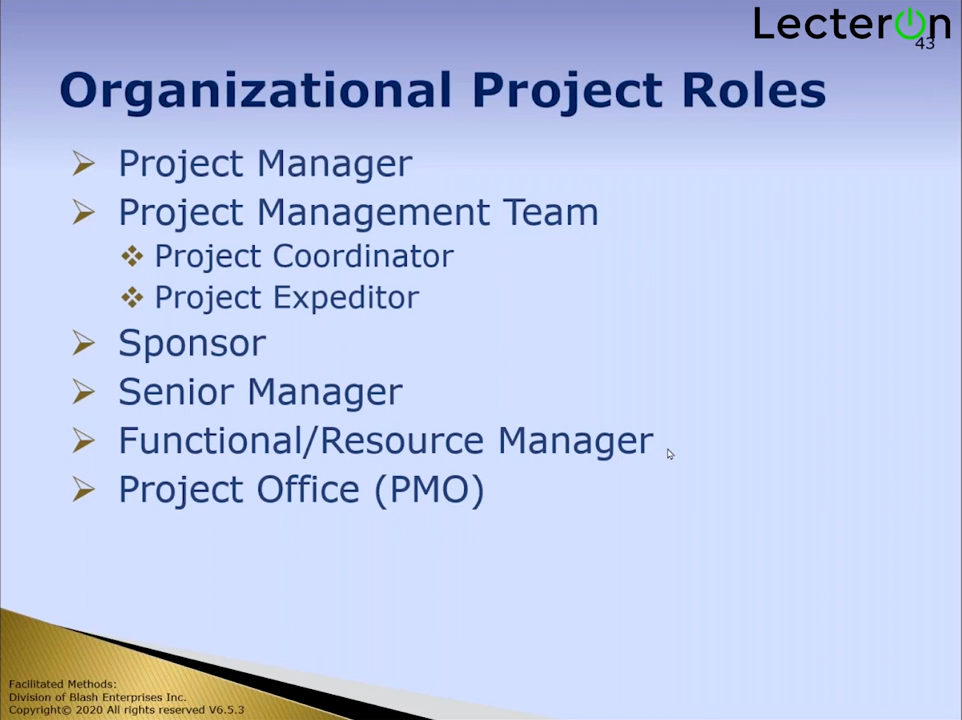 Lecteron
43
Organizational Project Roles
Project Manager
Project Management Team
Project Coordinator
Project Expeditor
Sponsor
Senior Manager
Functional/Resource Manager
Project Office (PMO)
Facilitated Methods:
Division of Blash Enterprises Inc.
Copyright© 2020 All rights reserved V6.5.3